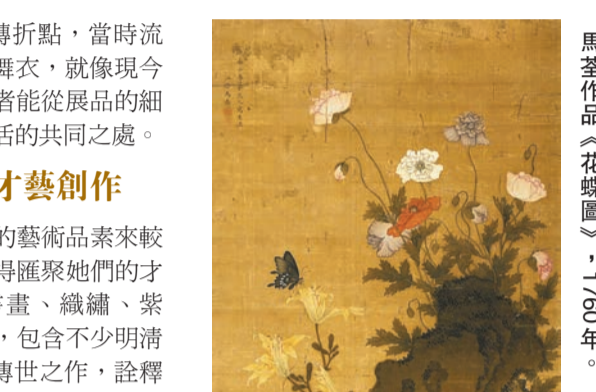 轉折點，當時流
舞衣，就像現今
者能從展品的細
活的共同之處。
才藝創作
的藝術品素來較
得匯聚她們的才
書畫、織繡、紫
，包含不少明清
傳世之作，詮釋
馬荃作品《花蝶圖》，1760年。